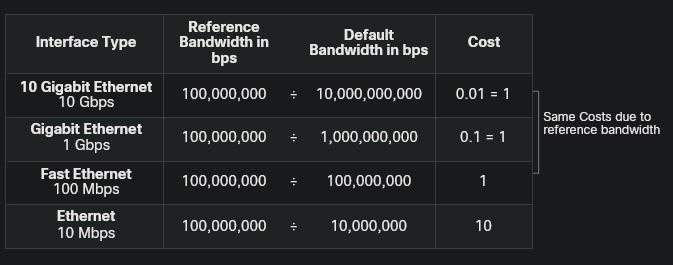 Interface Type
Reference
Bandwidth in
bps
Default
Bandwidth in bps
Cost
10 Gigabit Ethernet
10 Gbps
100,000,000 ÷ 10,000,000,000
0.01 = 1
Gigabit Ethernet
1 Gbps
100,000,000 ÷ 1,000,000,000
0.1 = 1
Fast Ethernet
100 Mbps
100,000,000 ÷ 100,000,000
1
Ethernet
10 Mbps
100,000,000 ÷ 10,000,000
10
Same Costs due to
reference bandwidth